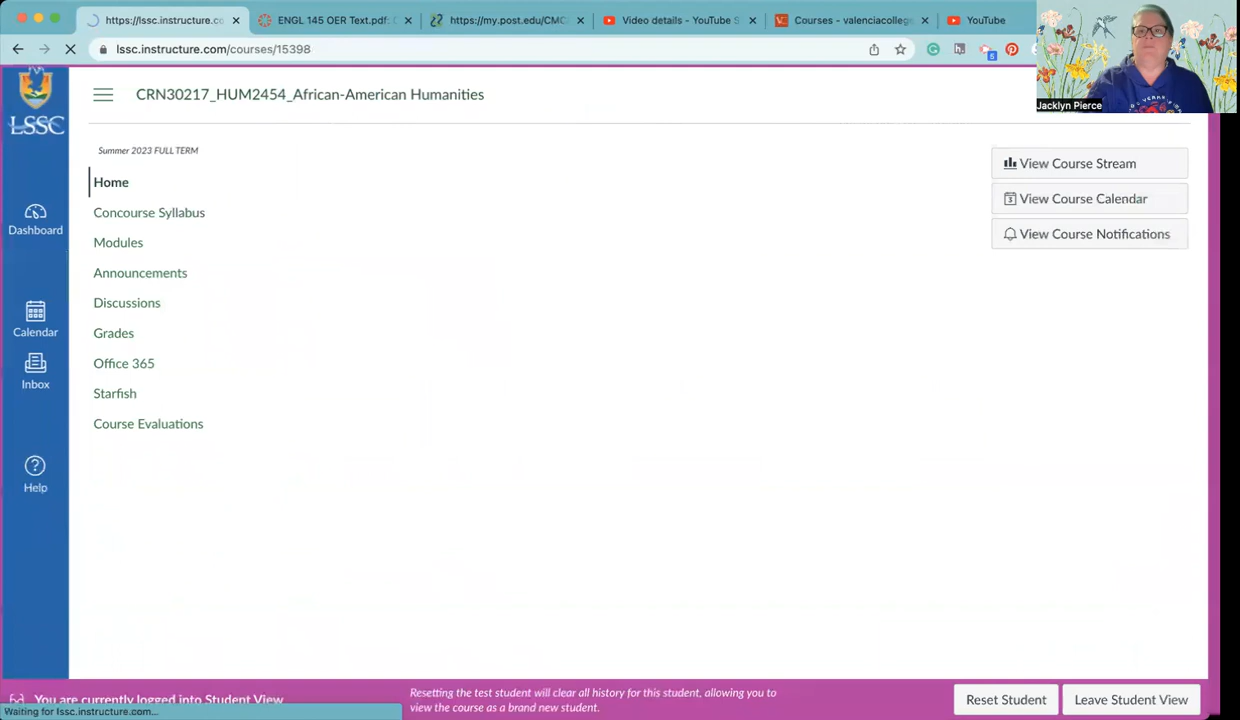 https://lssc.instructure.co
ENGL 145 OER Text.pdf:
https://my.post.edu/CMC
Video details - YouTube S
Courses - valenciacolleg
YouTube
lssc.instructure.com/courses/15398
5
Jacklyn Pierce
LSSC
CRN30217_HUM2454_African-American Humanities
Summer 2023 FULL TERM
Home
Concourse Syllabus
Modules
Announcements
Discussions
Grades
Office 365
Starfish
Course Evaluations
View Course Stream
View Course Calendar
View Course Notifications
Dashboard
Calendar
Inbox
Help
You are currently logged into Student View
Resetting the test student will clear all history for this student, allowing you to
view the course as a brand new student.
Reset Student
Leave Student View
Waiting for lssc.instructure.com...